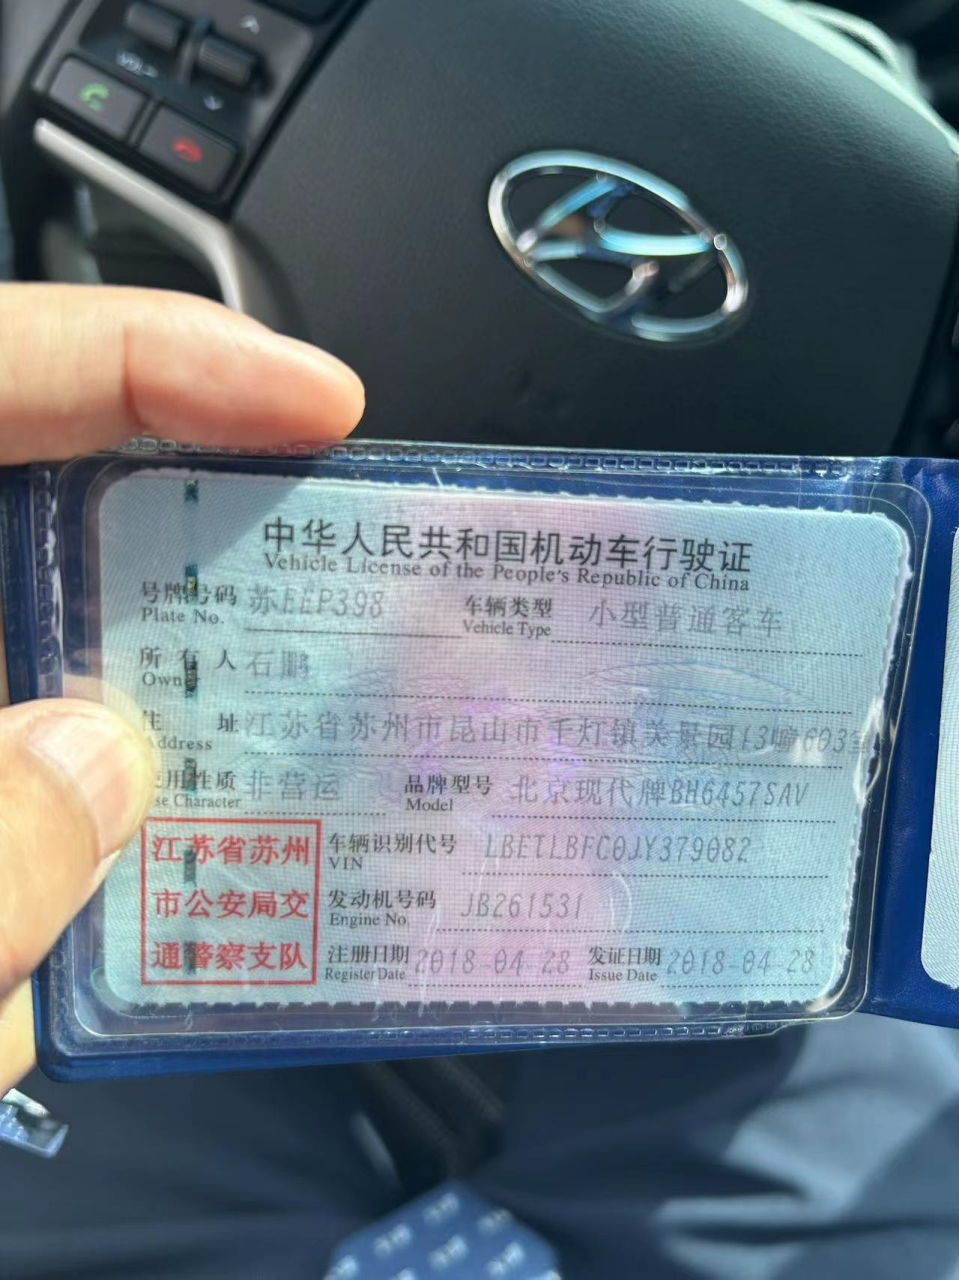 VOL
中华人民共和国机动车行驶证
Vehicle License of the People's Republic of China
号牌号码 苏EEP398 车辆类型 小型普通客车
Plate No. Vehicle Type
所有人 石鹏
Owner
住址 江苏省苏州市昆山市千灯镇美景园13幢603室
Address
使用性质 非营运 品牌型号 北京现代牌BH6457SAV
Use Character Model
江苏省苏州 车辆识别代号 LBETLBFC0JY379082
VIN
市公安局交 发动机号码 JB261531
Engine No.
通警察支队 注册日期 2018-04-28 发证日期 2018-04-28
Register Date Issue Date